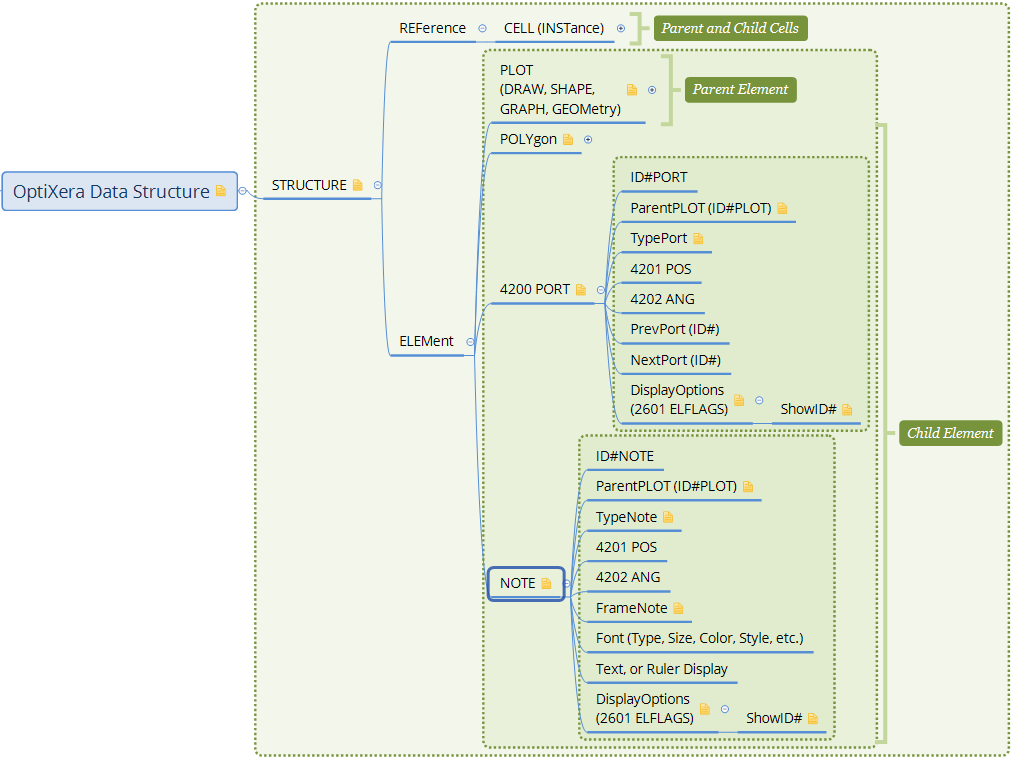 OptiXera Data Structure
STRUCTURE
REFerence
CELL (INSTance)
Parent and Child Cells
ELEMent
PLOT
(DRAW, SHAPE,
GRAPH, GEOMetry)
Parent Element
POLYgon
4200 PORT
ID#PORT
ParentPLOT (ID#PLOT)
TypePort
4201 POS
4202 ANG
PrevPort (ID#)
NextPort (ID#)
DisplayOptions
(2601 ELFLAGS)
ShowID#
Child Element
NOTE
ID#NOTE
ParentPLOT (ID#PLOT)
TypeNote
4201 POS
4202 ANG
FrameNote
Font (Type, Size, Color, Style, etc.)
Text, or Ruler Display
DisplayOptions
(2601 ELFLAGS)
ShowID#